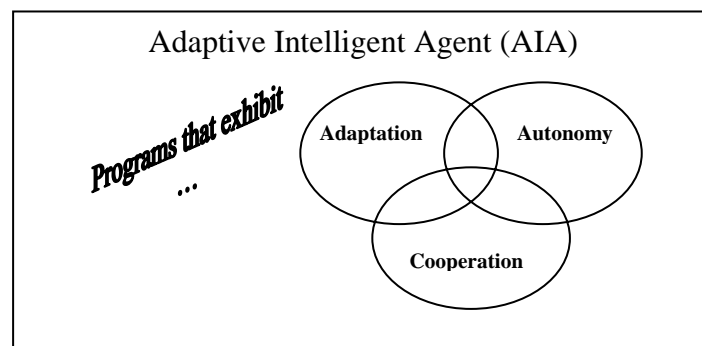 Adaptive Intelligent Agent (AIA)
Programs that exhibit
...
Adaptation
Autonomy
Cooperation